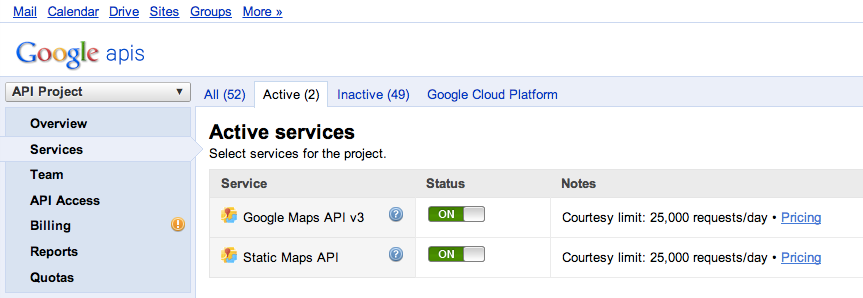 Mail Calendar Drive Sites Groups More »
Google apis
API Project ▼
All (52) Active (2) Inactive (49) Google Cloud Platform
Overview
Services
Team
API Access
Billing !
Reports
Quotas
Active services
Select services for the project.
Service Status Notes
Google Maps API v3 ? ON Courtesy limit: 25,000 requests/day • Pricing
Static Maps API ? ON Courtesy limit: 25,000 requests/day • Pricing